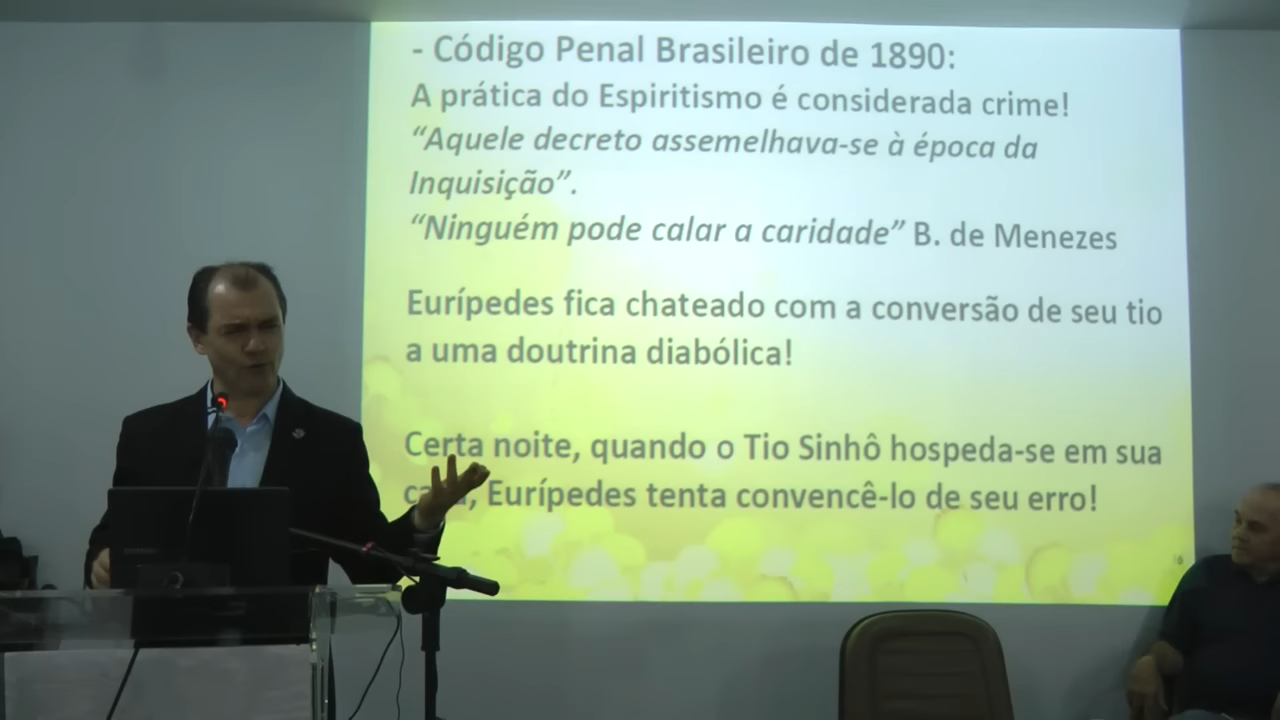 - Código Penal Brasileiro de 1890:
A prática do Espiritismo é considerada crime!
“Aquele decreto assemelhava-se à época da
Inquisição”.
“Ninguém pode calar a caridade” B. de Menezes
Eurípedes fica chateado com a conversão de seu tio
a uma doutrina diabólica!
Certa noite, quando o Tio Sinhô hospeda-se em sua
Eurípedes tenta convencê-lo de seu erro!